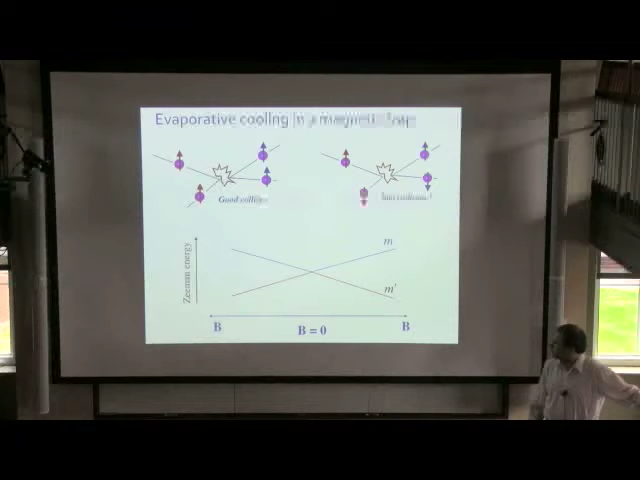 Evaporative cooling in a magnetic trap
Good collision
Zeeman energy
m
m'
B
B = 0
B